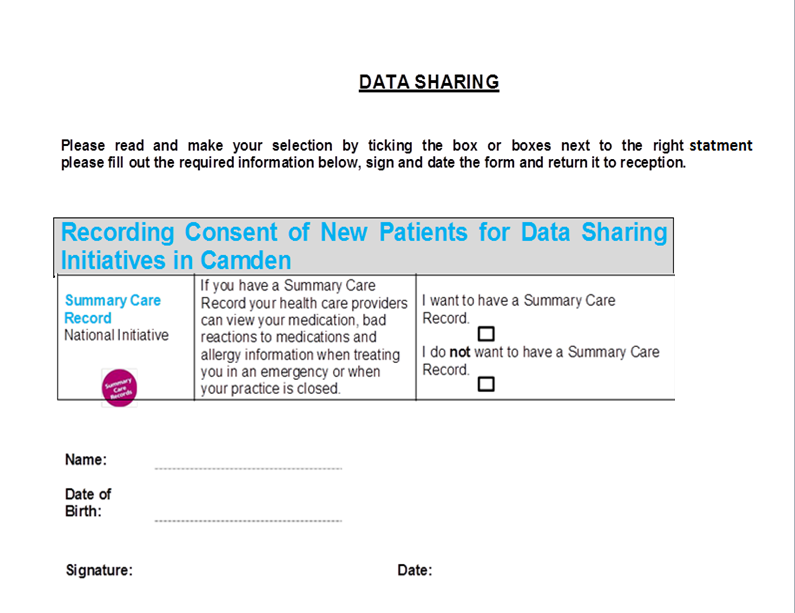 DATA SHARING
Please read and make your selection by ticking the box or boxes next to the right statment
please fill out the required information below, sign and date the form and return it to reception.
Recording Consent of New Patients for Data Sharing
Initiatives in Camden
Summary Care
Record
National Initiative
Summary
Care
Records
If you have a Summary Care
Record your health care providers
can view your medication, bad
reactions to medications and
allergy information when treating
you in an emergency or when
your practice is closed.
I want to have a Summary Care
Record.
I do not want to have a Summary Care
Record.
Name:
Date of
Birth:
Signature:
Date: